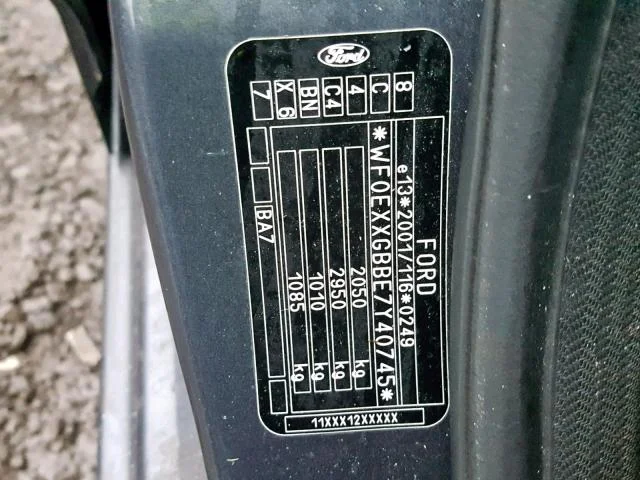 Ford
FORD
e13*2001/116*0249
*WF0EXXGBBE7Y40745*
2050 kg
2950 kg
1010 kg
1085 kg
BA7
8 C 4 C4 BN X 6 7
11XXX12XXXXX